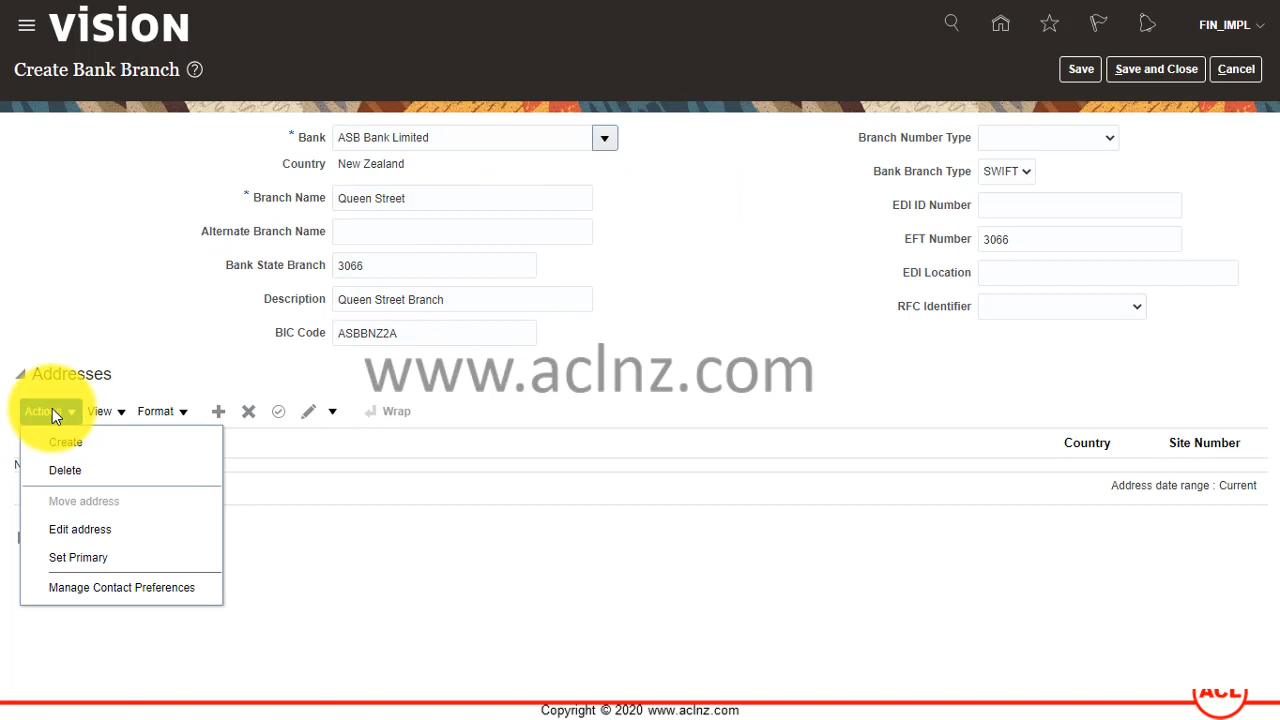 vision
FIN_IMPL
Create Bank Branch ?
Save
Save and Close
Cancel
* Bank ASB Bank Limited
Country New Zealand
* Branch Name Queen Street
Alternate Branch Name
Bank State Branch 3066
Description Queen Street Branch
BIC Code ASBBNZ2A
Branch Number Type
Bank Branch Type SWIFT
EDI ID Number
EFT Number 3066
EDI Location
RFC Identifier
www.aclnz.com
Addresses
Actions View Format Wrap
Create
Delete
Move address
Edit address
Set Primary
Manage Contact Preferences
Country Site Number
Address date range : Current
ACL
Copyright © 2020 www.aclnz.com